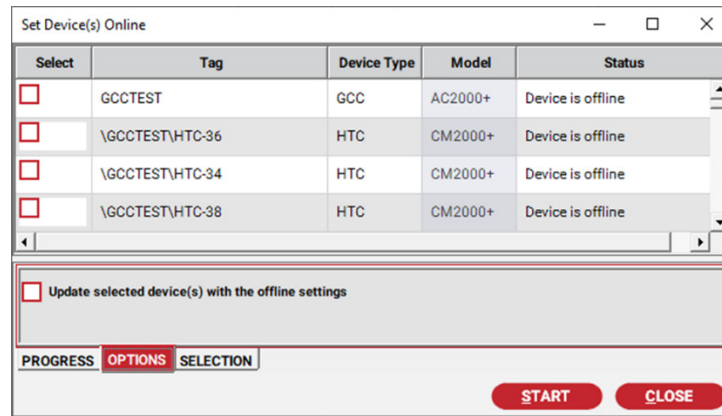 Set Device(s) Online
Select Tag Device Type Model Status
GCCTEST GCC AC2000+ Device is offline
\GCCTEST\HTC-36 HTC CM2000+ Device is offline
\GCCTEST\HTC-34 HTC CM2000+ Device is offline
\GCCTEST\HTC-38 HTC CM2000+ Device is offline
Update selected device(s) with the offline settings
PROGRESS OPTIONS SELECTION
START CLOSE